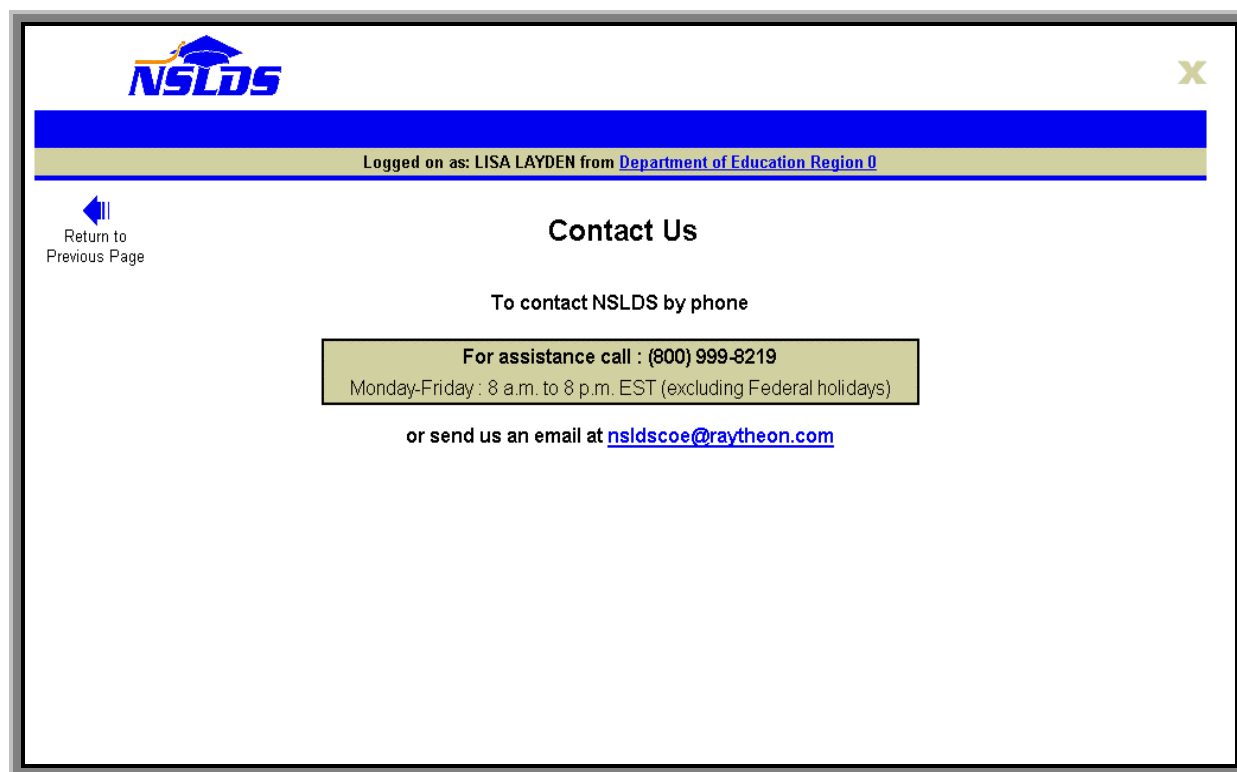 NSLDS
X
Logged on as: LISA LAYDEN from Department of Education Region 0
Return to
Previous Page
Contact Us
To contact NSLDS by phone
For assistance call : (800) 999-8219
Monday-Friday : 8 a.m. to 8 p.m. EST (excluding Federal holidays)
or send us an email at nsldscoe@raytheon.com